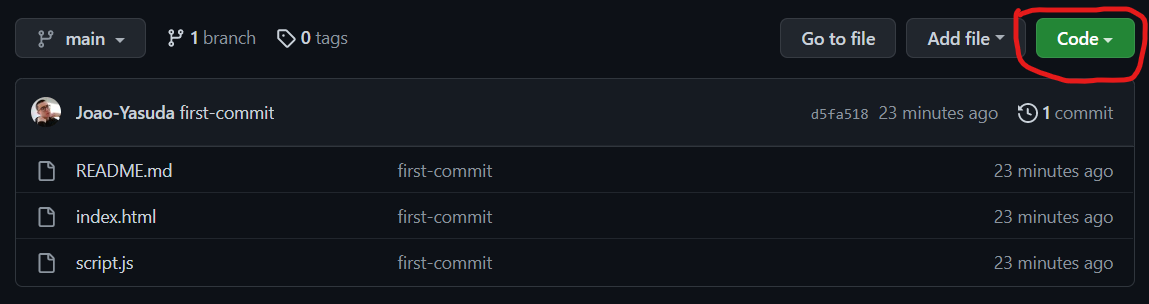 main 1 branch 0 tags Go to file Add file Code
Joao-Yasuda first-commit d5fa518 23 minutes ago 1 commit
README.md first-commit 23 minutes ago
index.html first-commit 23 minutes ago
script.js first-commit 23 minutes ago